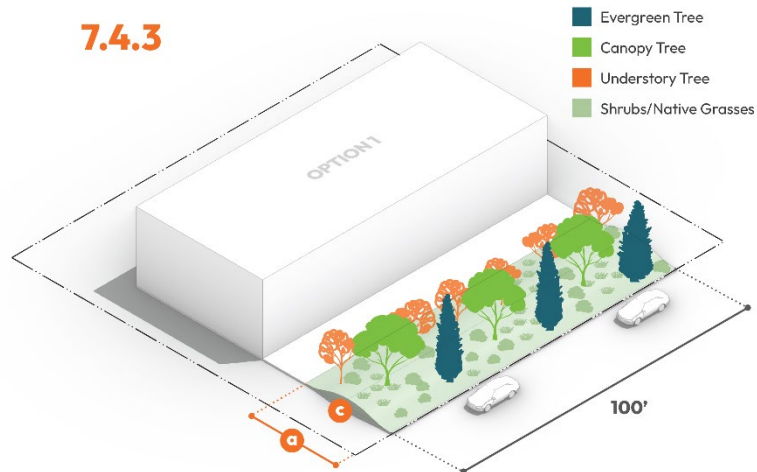 7.4.3
Evergreen Tree
Canopy Tree
Understory Tree
Shrubs/Native Grasses
OPTION 1
c
a
100'